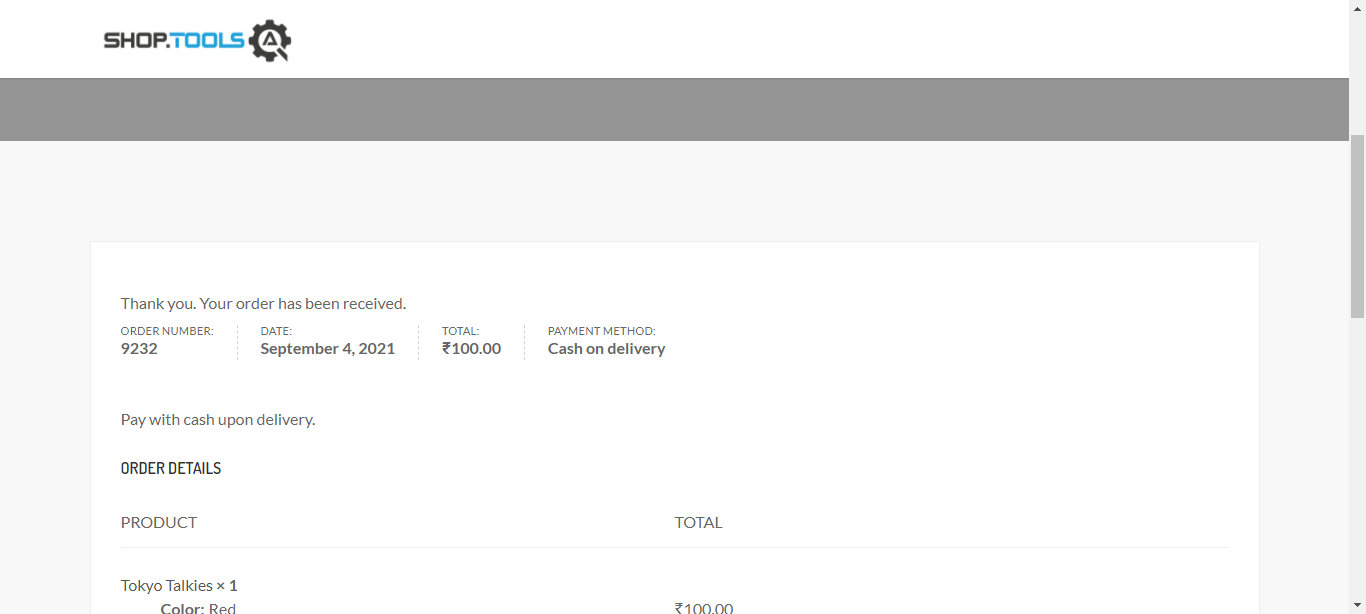 SHOP.TOOLS
Thank you. Your order has been received.
ORDER NUMBER: DATE: TOTAL: PAYMENT METHOD:
9232 September 4, 2021 ₹100.00 Cash on delivery
Pay with cash upon delivery.
ORDER DETAILS
PRODUCT TOTAL
Tokyo Talkies × 1
Color: Red ₹100.00